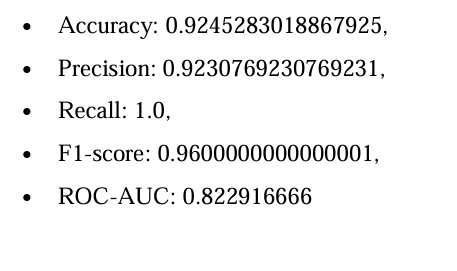 • Accuracy: 0.9245283018867925,
• Precision: 0.9230769230769231,
• Recall: 1.0,
• F1-score: 0.9600000000000001,
• ROC-AUC: 0.822916666